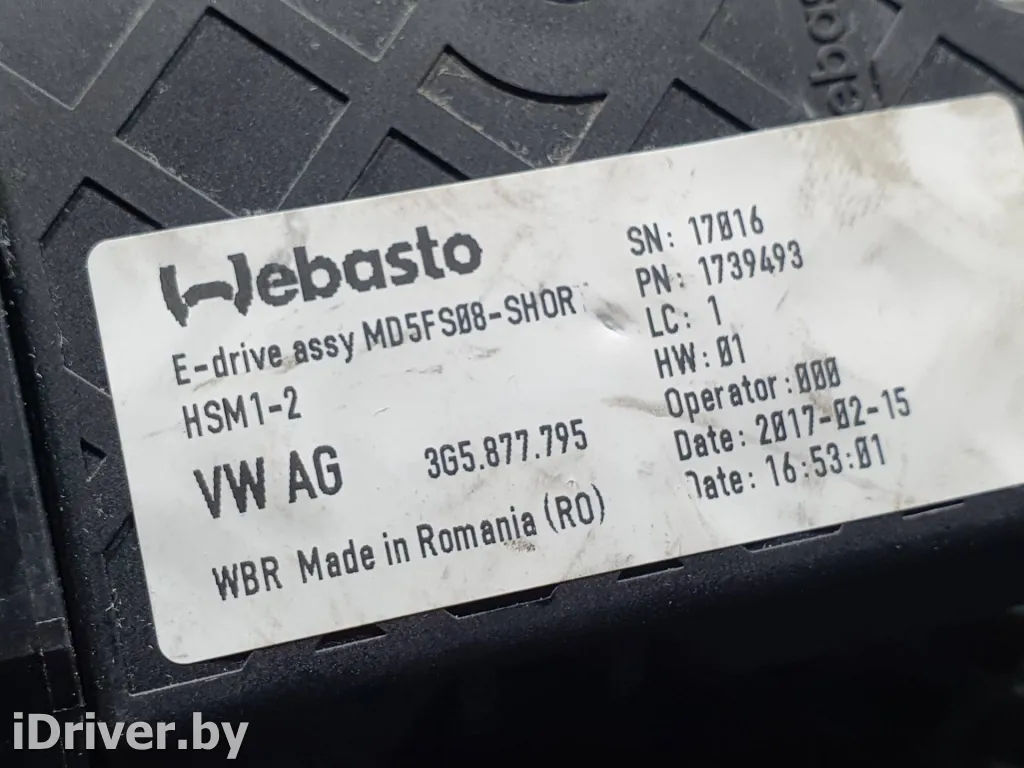 Webasto
E-drive assy MD5FS08-SHORT
HSM1-2
VW AG 3G5.877.795
WBR Made in Romania (RO)
SN: 17016
PN: 1739493
LC: 1
HW: 01
Operator: 000
Date: 2017-02-15
Date: 16:53:01
iDriver.by